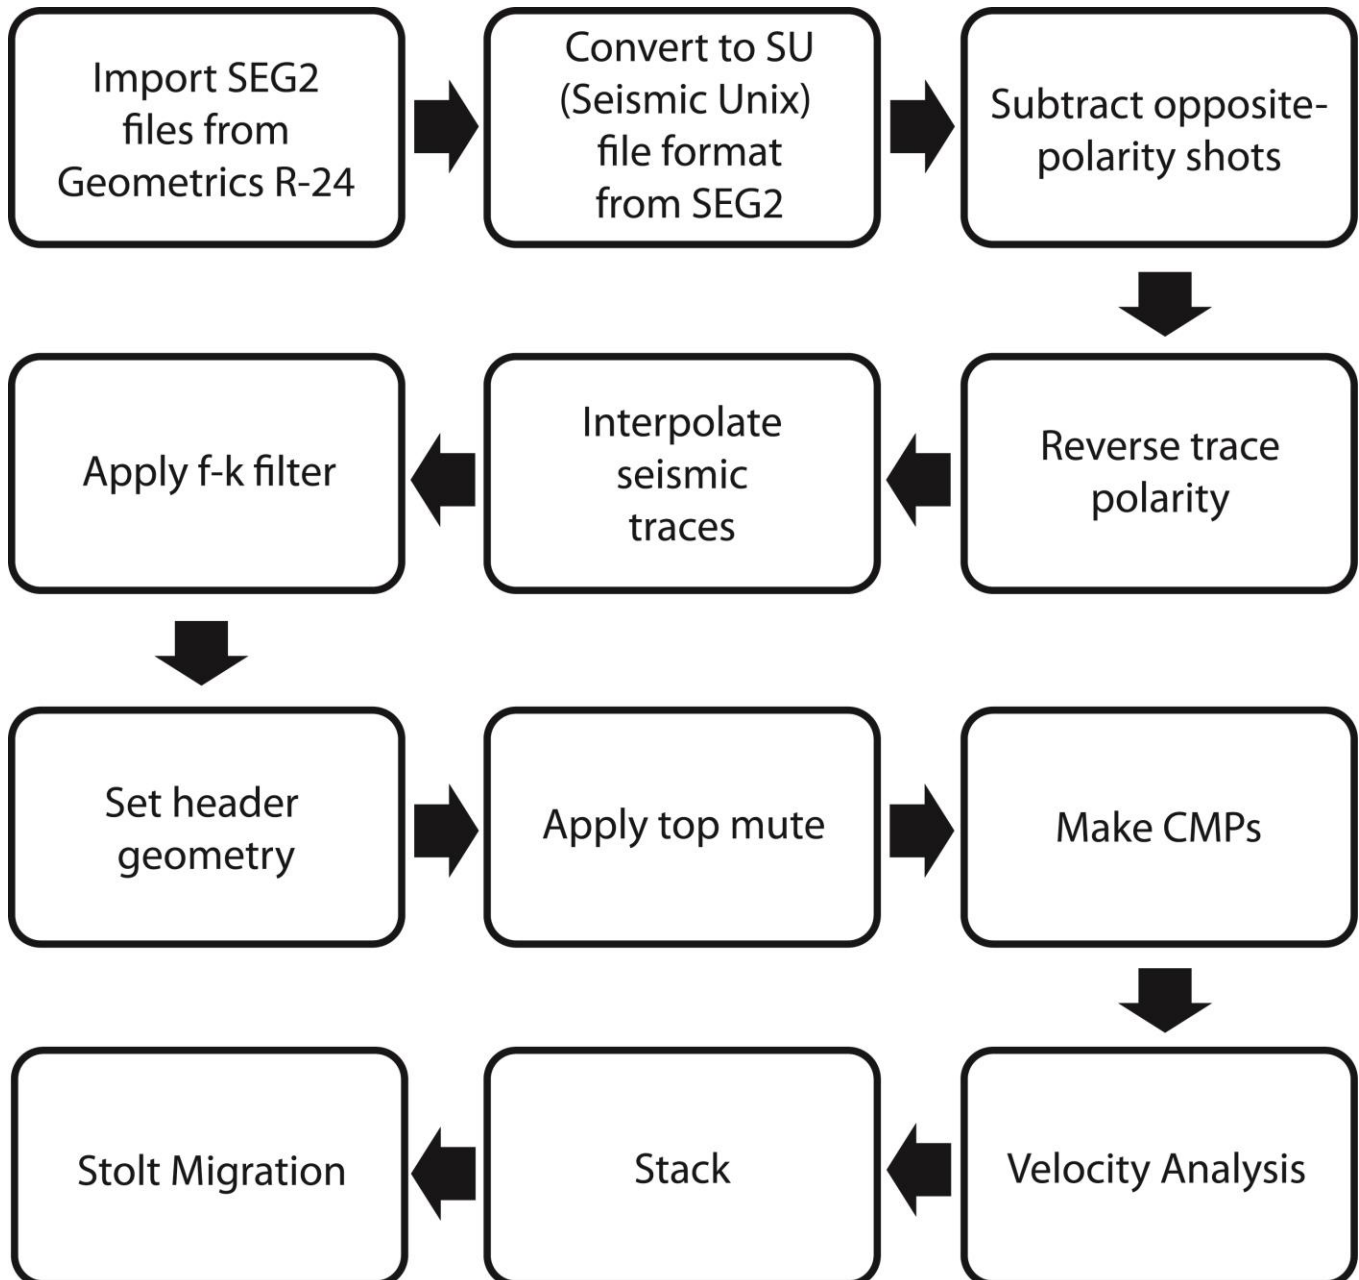 Import SEG2
files from
Geometrics R-24
Convert to SU
(Seismic Unix)
file format
from SEG2
Subtract opposite-
polarity shots
Reverse trace
polarity
Interpolate
seismic
traces
Apply f-k filter
Set header
geometry
Apply top mute
Make CMPs
Velocity Analysis
Stack
Stolt Migration